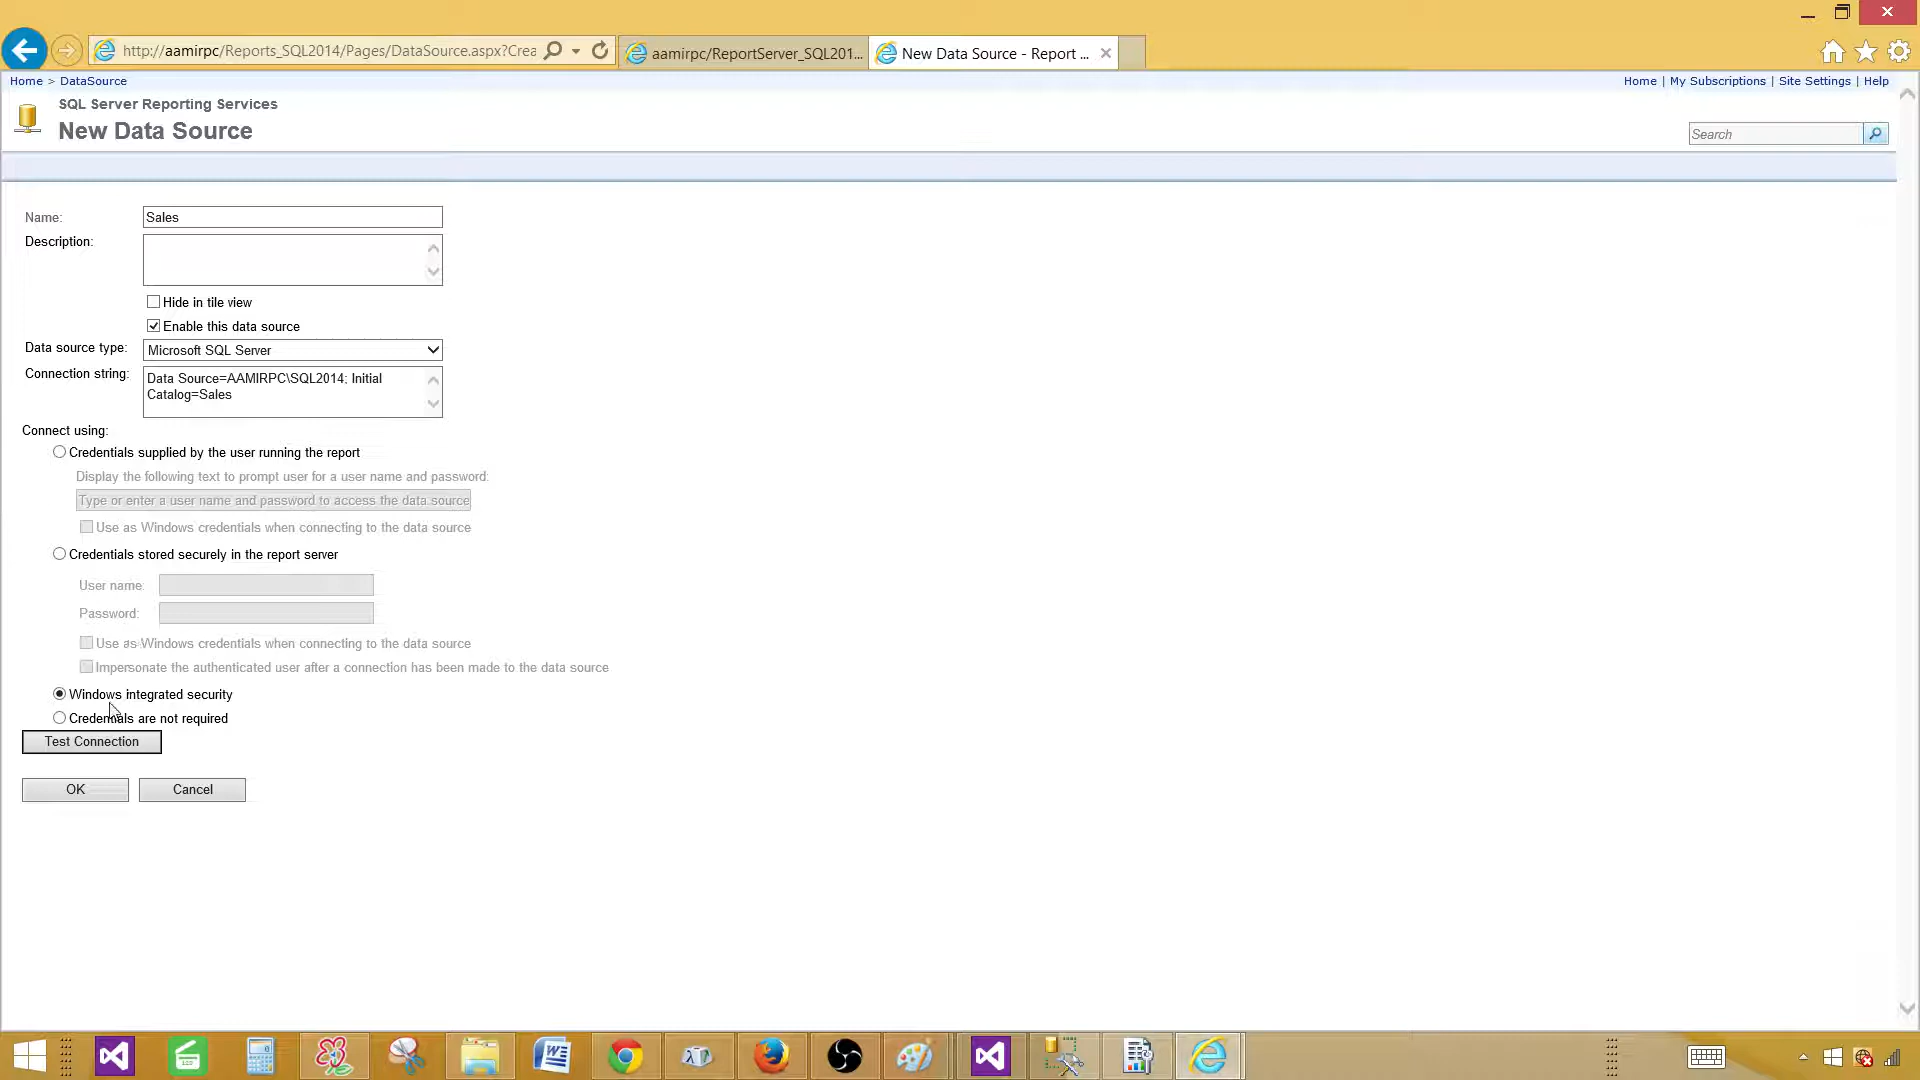 http://aamirpc/Reports_SQL2014/Pages/DataSource.aspx?Crea
aamirpc/ReportServer_SQL201...
New Data Source - Report ...
Home > DataSource
Home | My Subscriptions | Site Settings | Help
SQL Server Reporting Services
New Data Source
Search
Name:
Sales
Description:
Hide in tile view
Enable this data source
Data source type:
Microsoft SQL Server
Connection string:
Data Source=AAMIRPC\SQL2014; Initial
Catalog=Sales
Connect using:
Credentials supplied by the user running the report
Display the following text to prompt user for a user name and password:
Type or enter a user name and password to access the data source
Use as Windows credentials when connecting to the data source
Credentials stored securely in the report server
User name:
Password:
Use as Windows credentials when connecting to the data source
Impersonate the authenticated user after a connection has been made to the data source
Windows integrated security
Credentials are not required
Test Connection
OK
Cancel